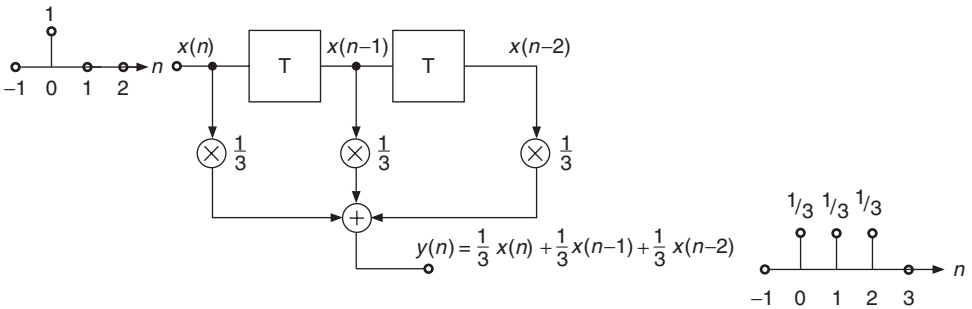 1
n
−1 0 1 2
x(n) x(n−1) x(n−2)
T T
1/3 1/3 1/3
y(n) = 1/3 x(n) + 1/3 x(n−1) + 1/3 x(n−2)
1/3 1/3 1/3
n
−1 0 1 2 3